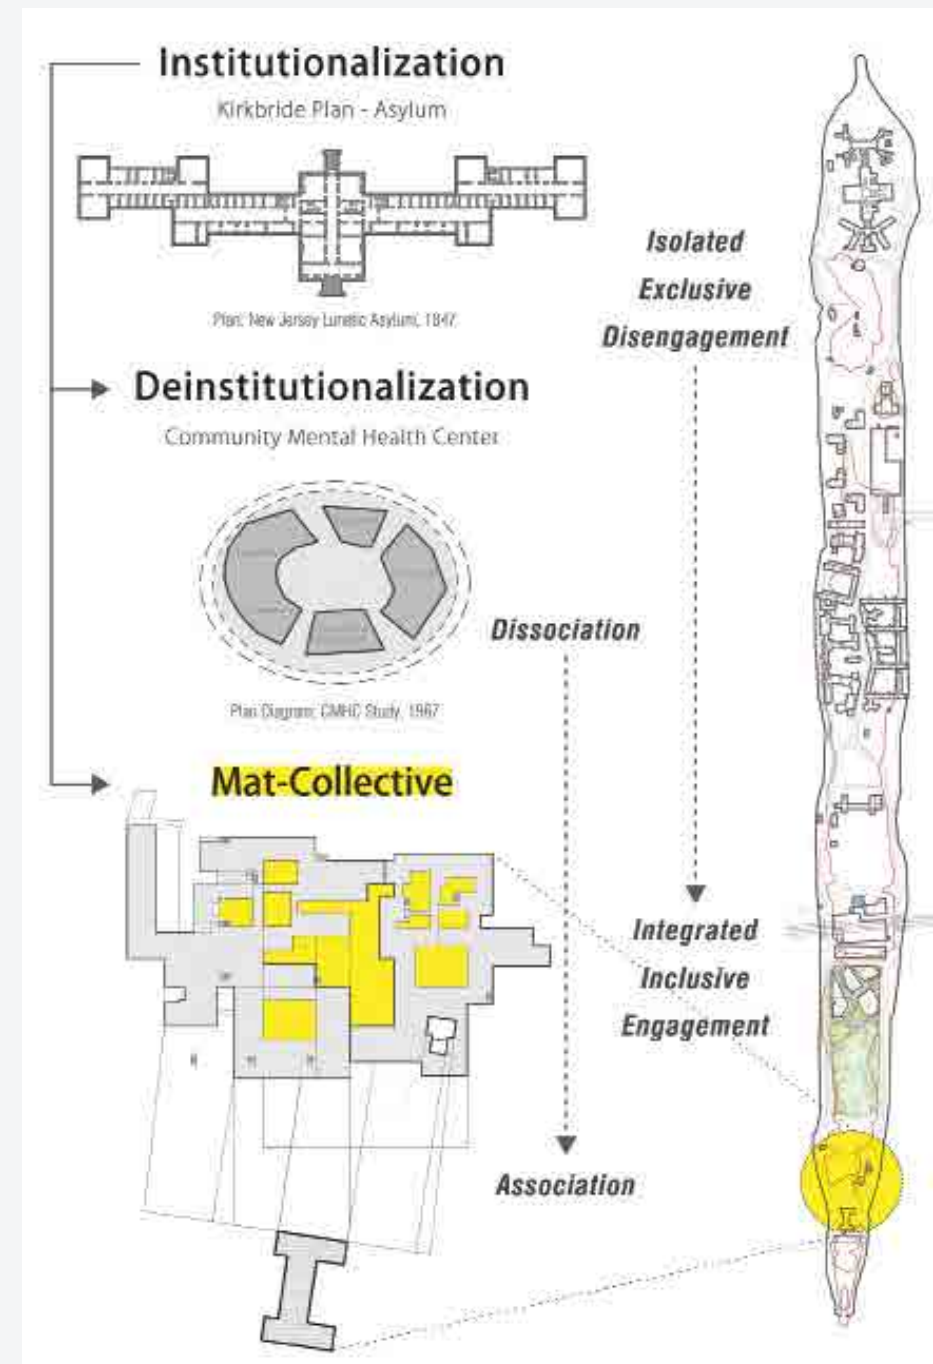 Institutionalization
Kirkbride Plan - Asylum
Plan: New Jersey Lunatic Asylum, 1847
Deinstitutionalization
Community Mental Health Center
Plan Diagram: CMHC Study, 1967
Mat-Collective
Isolated
Exclusive
Disengagement
Dissociation
Integrated
Inclusive
Engagement
Association